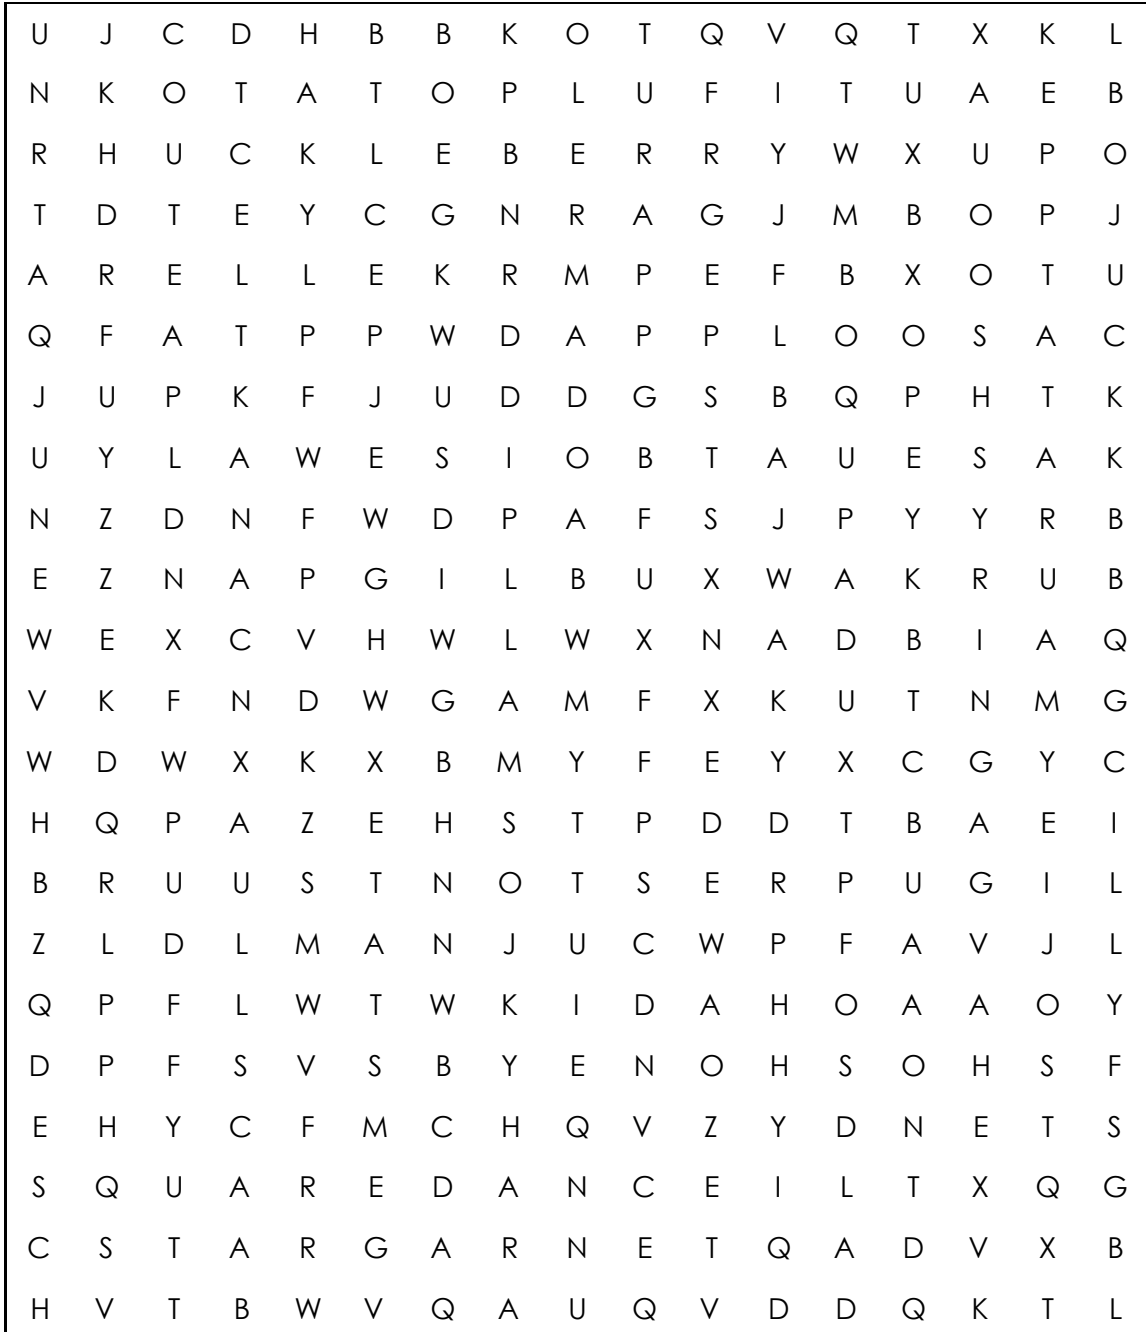 U J C D H B B K O T Q V Q T X K L
N K O T A T O P L U F I T U A E B
R H U C K L E B E R R Y W X U P O
T D T E Y C G N R A G J M B O P J
A R E L L E K R M P E F B X O T U
Q F A T P P W D A P P L O O S A C
J U P K F J U D D G S B Q P H T K
U Y L A W E S I O B T A U E S A K
N Z D N F W D P A F S J P Y Y R B
E Z N A P G I L B U X W A K R U B
W E X C V H W L W X N A D B I A Q
V K F N D W G A M F X K U T N M G
W D W X K X B M Y F E Y X C G Y C
H Q P A Z E H S T P D D T B A E I
B R U U S T N O T S E R P U G I L
Z L D L M A N J U C W P F A V J L
Q P F L W T W K I D A H O A A O Y
D P F S V S B Y E N O H S O H S F
E H Y C F M C H Q V Z Y D N E T S
S Q U A R E D A N C E I L T X Q G
C S T A R G A R N E T Q A D V X B
H V T B W V Q A U Q V D D Q K T L